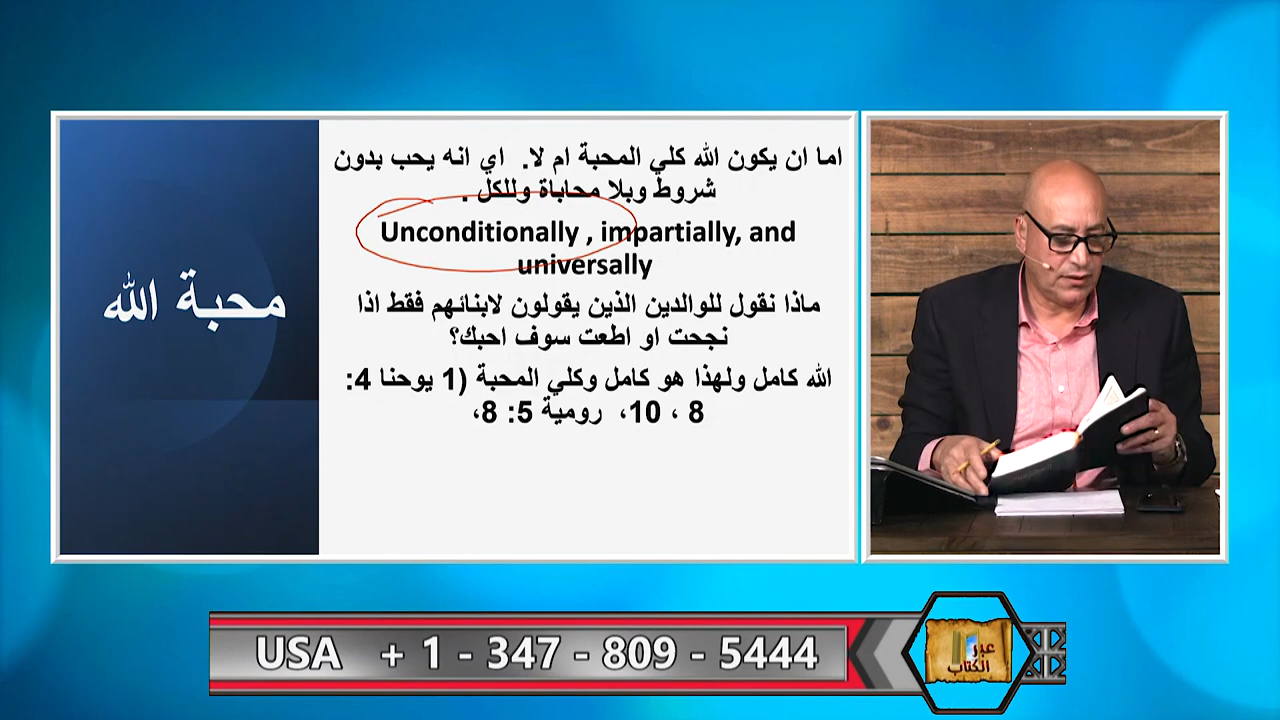 محبة الله
اما ان يكون الله كلي المحبة ام لا. اي انه يحب بدون
شروط وبلا محاباة وللكل .
Unconditionally , impartially, and
universally
ماذا نقول للوالدين الذين يقولون لابنائهم فقط اذا
نجحت او اطعت سوف احبك؟
الله كامل ولهذا هو كامل وكلي المحبة (1 يوحنا 4:
8 ، 10، رومية 5: 8،
USA + 1 - 347 - 809 - 5444
عبر
الكتاب